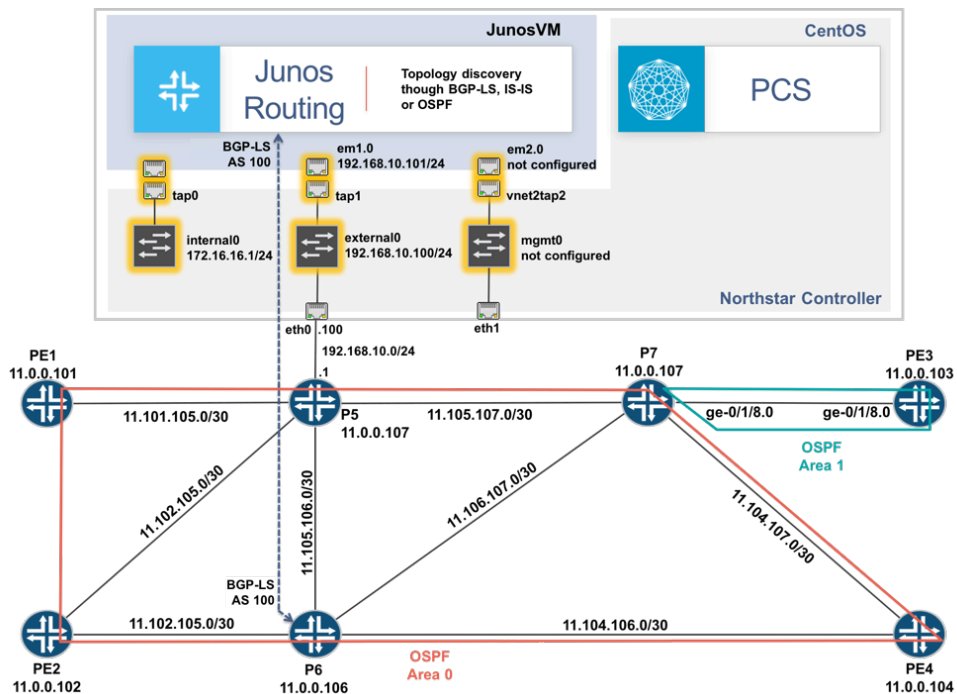 JunosVM
CentOS
Junos
Routing
Topology discovery
though BGP-LS, IS-IS
or OSPF
PCS
BGP-LS
AS 100
em1.0
192.168.10.101/24
em2.0
not configured
tap0
tap1
vnet2tap2
internal0
172.16.16.1/24
external0
192.168.10.100/24
mgmt0
not configured
Northstar Controller
eth0 .100
eth1
192.168.10.0/24
.1
PE1
11.0.0.101
P7
11.0.0.107
PE3
11.0.0.103
11.101.105.0/30
P5
11.0.0.107
11.105.107.0/30
ge-0/1/8.0
ge-0/1/8.0
OSPF
Area 1
11.102.105.0/30
11.105.106.0/30
11.106.107.0/30
11.104.107.0/30
BGP-LS
AS 100
11.102.105.0/30
11.104.106.0/30
PE2
11.0.0.102
P6
11.0.0.106
OSPF
Area 0
PE4
11.0.0.104